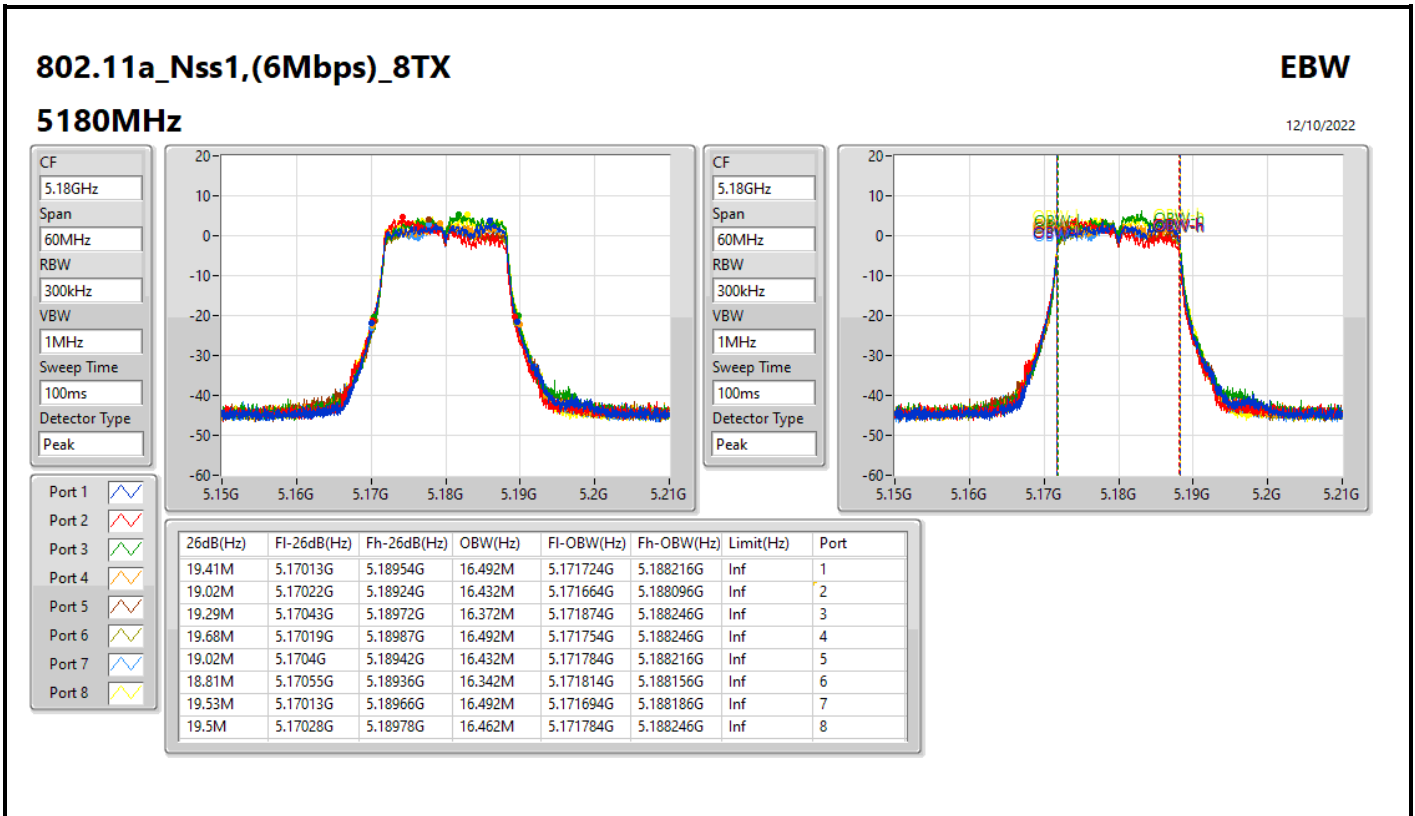 802.11a_Nss1,(6Mbps)_8TX EBW
5180MHz 12/10/2022
CF
5.18GHz
Span
60MHz
RBW
300kHz
VBW
1MHz
Sweep Time
100ms
Detector Type
Peak
20
10
0
-10
-20
-30
-40
-50
-60
5.15G 5.16G 5.17G 5.18G 5.19G 5.2G 5.21G
CF
5.18GHz
Span
60MHz
RBW
300kHz
VBW
1MHz
Sweep Time
100ms
Detector Type
Peak
20
10
0
-10
-20
-30
-40
-50
-60
OBW-h
5.15G 5.16G 5.17G 5.18G 5.19G 5.2G 5.21G
Port 1
Port 2
Port 3
Port 4
Port 5
Port 6
Port 7
Port 8
26dB(Hz) Fl-26dB(Hz) Fh-26dB(Hz) OBW(Hz) Fl-OBW(Hz) Fh-OBW(Hz) Limit(Hz) Port
19.41M 5.17013G 5.18954G 16.492M 5.171724G 5.188216G Inf 1
19.02M 5.17022G 5.18924G 16.432M 5.171664G 5.188096G Inf 2
19.29M 5.17043G 5.18972G 16.372M 5.171874G 5.188246G Inf 3
19.68M 5.17019G 5.18987G 16.492M 5.171754G 5.188246G Inf 4
19.02M 5.1704G 5.18942G 16.432M 5.171784G 5.188216G Inf 5
18.81M 5.17055G 5.18936G 16.342M 5.171814G 5.188156G Inf 6
19.53M 5.17013G 5.18966G 16.492M 5.171694G 5.188186G Inf 7
19.5M 5.17028G 5.18978G 16.462M 5.171784G 5.188246G Inf 8